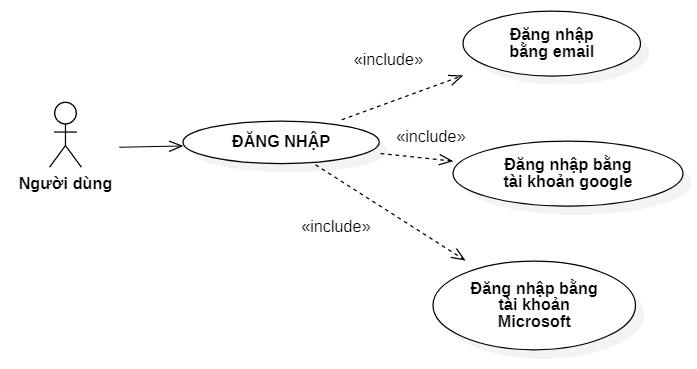 Đăng nhập
bằng email
«include»
ĐĂNG NHẬP
«include»
Đăng nhập bằng
tài khoản google
Người dùng
«include»
Đăng nhập bằng
tài khoản
Microsoft